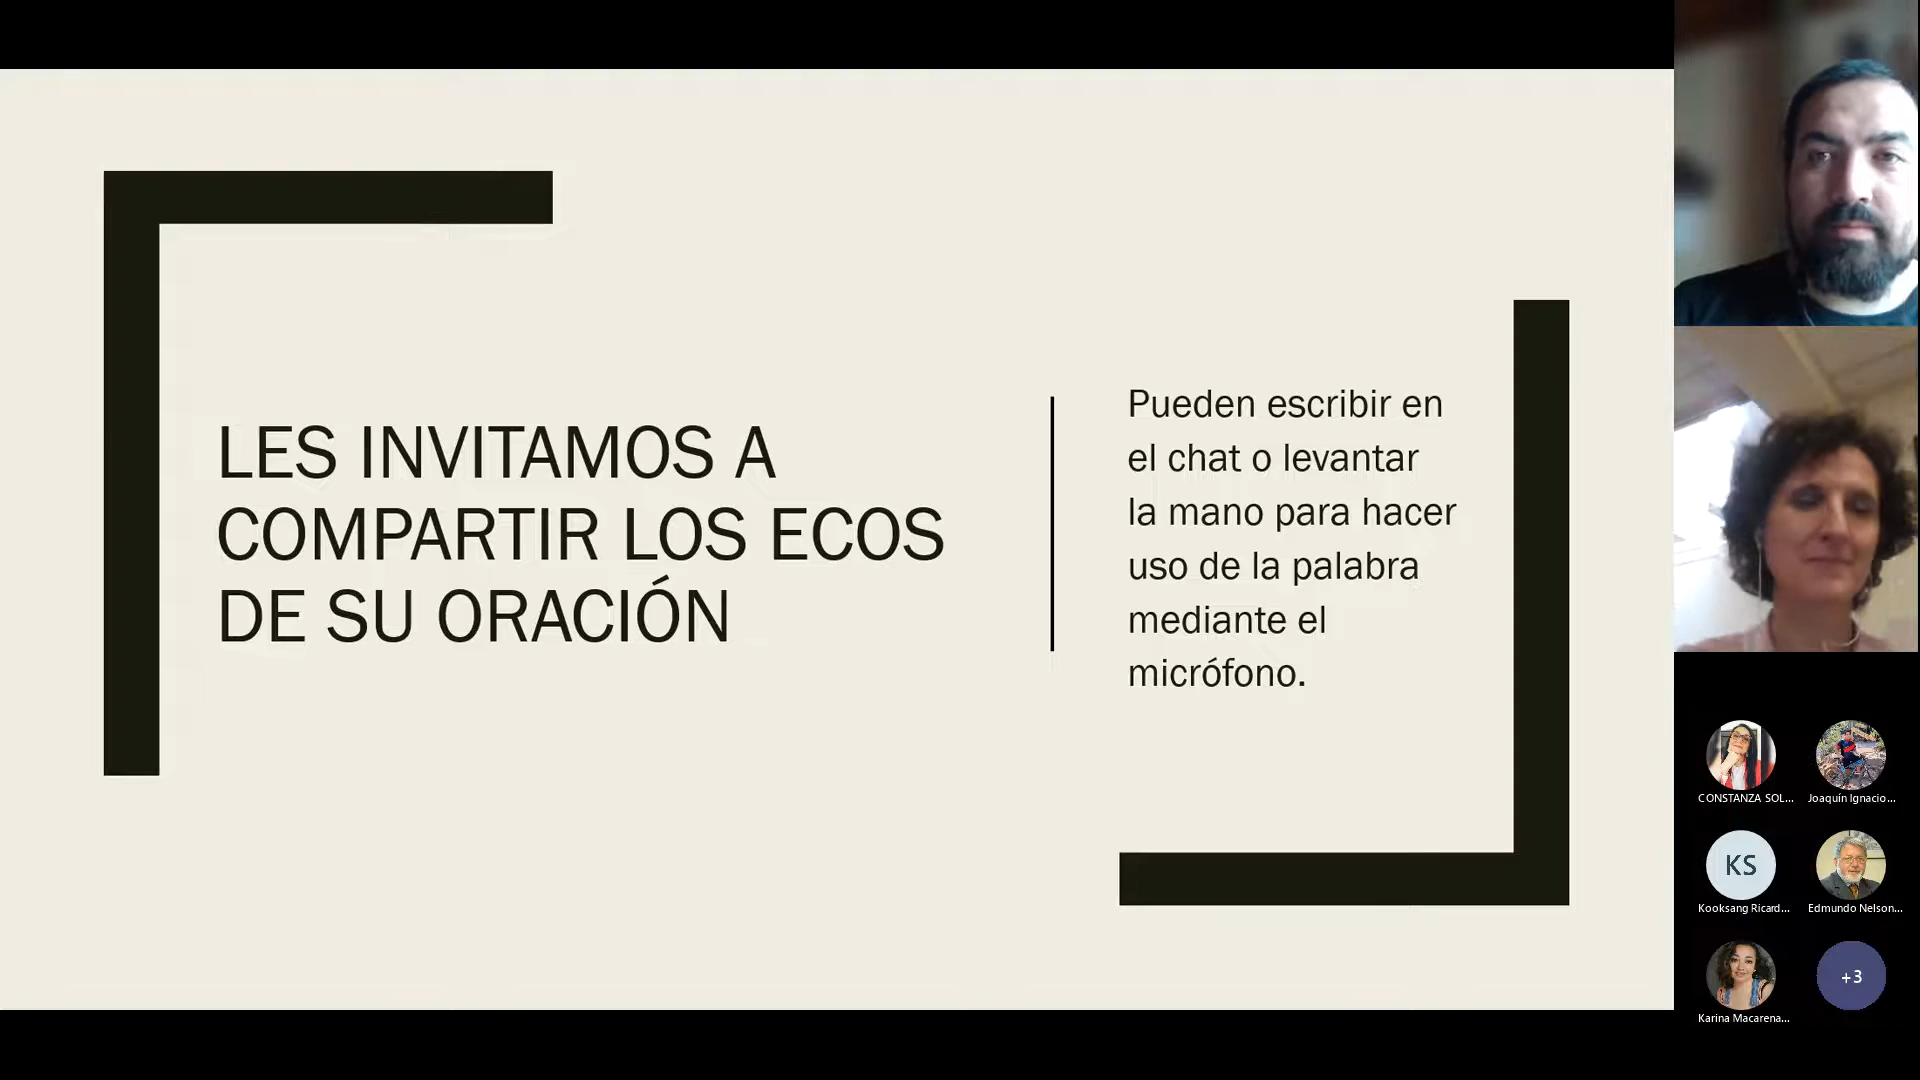 LES INVITAMOS A
COMPARTIR LOS ECOS
DE SU ORACIÓN
Pueden escribir en
el chat o levantar
la mano para hacer
uso de la palabra
mediante el
micrófono.
CONSTANZA SOL...
Joaquín Ignacio...
KS
Kooksang Ricard...
Edmundo Nelson...
Karina Macarena...
+3